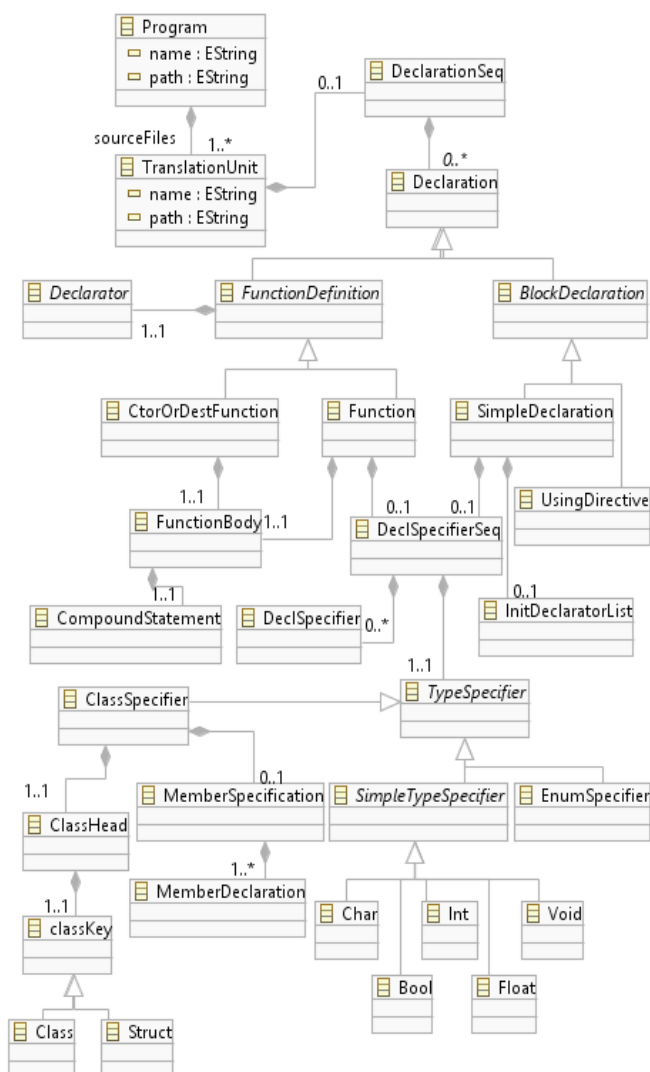 Program
name : EString
path : EString
DeclarationSeq
0..1
sourceFiles
1..*
TranslationUnit
name : EString
path : EString
0..*
Declaration
Declarator
FunctionDefinition
BlockDeclaration
1..1
CtorOrDestFunction
Function
SimpleDeclaration
1..1
FunctionBody
1..1
0..1
0..1
DeclSpecifierSeq
UsingDirective
1..1
CompoundStatement
DeclSpecifier
0..*
0..1
InitDeclaratorList
1..1
ClassSpecifier
TypeSpecifier
1..1
0..1
ClassHead
MemberSpecification
SimpleTypeSpecifier
EnumSpecifier
1..*
MemberDeclaration
1..1
classKey
Char
Int
Void
Bool
Float
Class
Struct